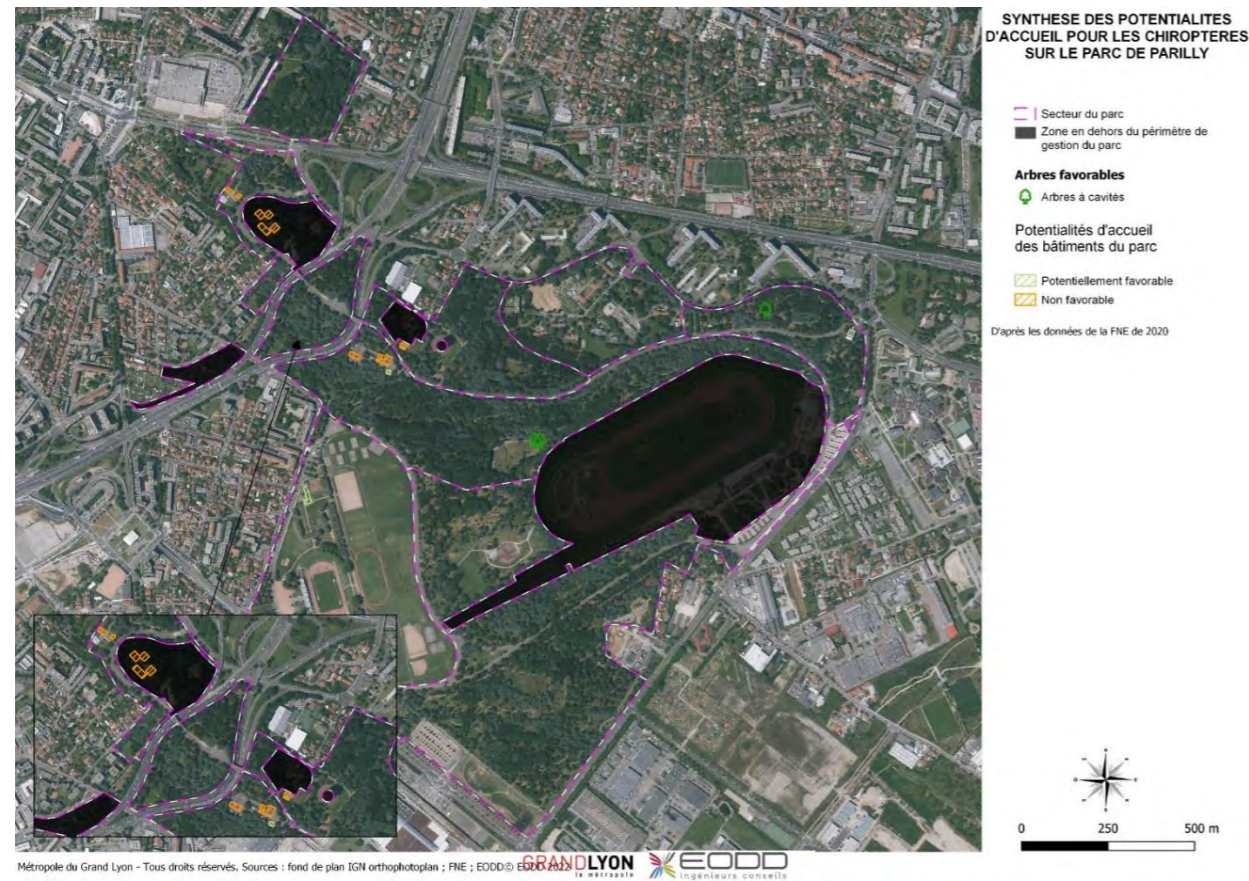 SYNTHESE DES POTENTIALITES
D'ACCUEIL POUR LES CHIROPTERES
SUR LE PARC DE PARILLY
Secteur du parc
Zone en dehors du périmètre de
gestion du parc
Arbres favorables
Arbres à cavités
Potentialités d'accueil
des bâtiments du parc
Potentiellement favorable
Non favorable
D'après les données de la FNE de 2020
0 250 500 m
Métropole du Grand Lyon - Tous droits réservés. Sources : fond de plan IGN orthophotoplan ; FNE ; EODD© EODD 2022
GRANDLYON
la métropole
EODD
ingénieurs conseils